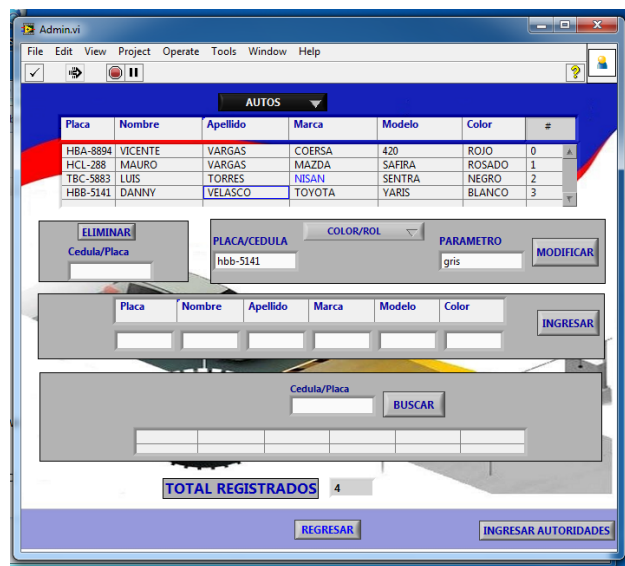 Admin.vi
File Edit View Project Operate Tools Window Help
AUTOS
Placa Nombre Apellido Marca Modelo Color #
HBA-8894 VICENTE VARGAS COERSA 420 ROJO 0
HCL-288 MAURO VARGAS MAZDA SAFIRA ROSADO 1
TBC-5883 LUIS TORRES NISAN SENTRA NEGRO 2
HBB-5141 DANNY VELASCO TOYOTA YARIS BLANCO 3
ELIMINAR
Cedula/Placa
COLOR/ROL
PLACA/CEDULA PARAMETRO
hbb-5141 gris
MODIFICAR
Placa Nombre Apellido Marca Modelo Color
INGRESAR
Cedula/Placa
BUSCAR
TOTAL REGISTRADOS 4
REGRESAR INGRESAR AUTORIDADES